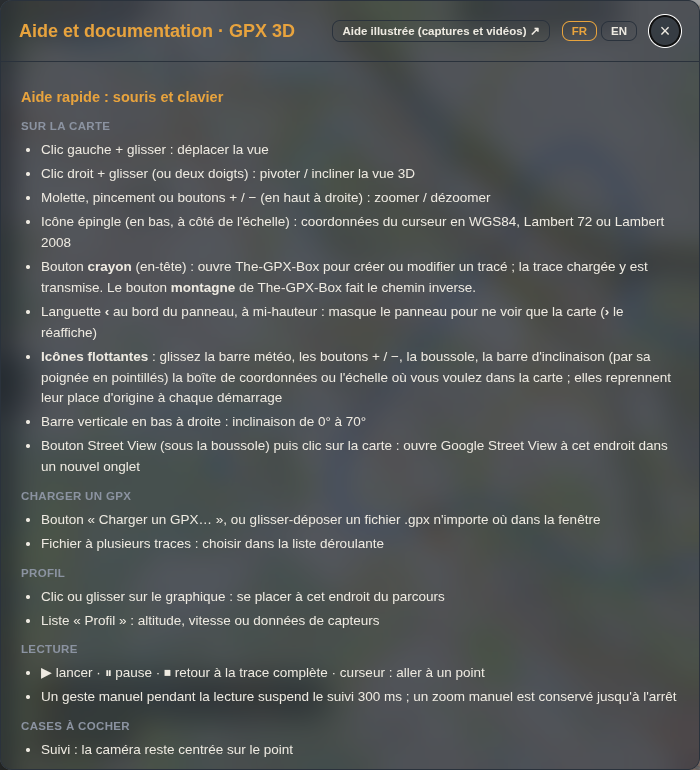 Aide et documentation · GPX 3D
Aide illustrée (captures et vidéos) ↗
FR
EN
×
Aide rapide : souris et clavier
SUR LA CARTE
• Clic gauche + glisser : déplacer la vue
• Clic droit + glisser (ou deux doigts) : pivoter / incliner la vue 3D
• Molette, pincement ou boutons + / − (en haut à droite) : zoomer / dézoomer
• Icône épingle (en bas, à côté de l'échelle) : coordonnées du curseur en WGS84, Lambert 72 ou Lambert
2008
• Bouton crayon (en-tête) : ouvre The-GPX-Box pour créer ou modifier un tracé ; la trace chargée y est
transmise. Le bouton montagne de The-GPX-Box fait le chemin inverse.
• Languette ‹ au bord du panneau, à mi-hauteur : masque le panneau pour ne voir que la carte (› le
réaffiche)
• Icônes flottantes : glissez la barre météo, les boutons + / −, la boussole, la barre d'inclinaison (par sa
poignée en pointillés) la boîte de coordonnées ou l'échelle où vous voulez dans la carte ; elles reprennent
leur place d'origine à chaque démarrage
• Barre verticale en bas à droite : inclinaison de 0° à 70°
• Bouton Street View (sous la boussole) puis clic sur la carte : ouvre Google Street View à cet endroit dans
un nouvel onglet
CHARGER UN GPX
• Bouton « Charger un GPX… », ou glisser-déposer un fichier .gpx n'importe où dans la fenêtre
• Fichier à plusieurs traces : choisir dans la liste déroulante
PROFIL
• Clic ou glisser sur le graphique : se placer à cet endroit du parcours
• Liste « Profil » : altitude, vitesse ou données de capteurs
LECTURE
• ▶ lancer · ⏸ pause · ⏹ retour à la trace complète · curseur : aller à un point
• Un geste manuel pendant la lecture suspend le suivi 300 ms ; un zoom manuel est conservé jusqu'à l'arrêt
CASES À COCHER
• Suivi : la caméra reste centrée sur le point